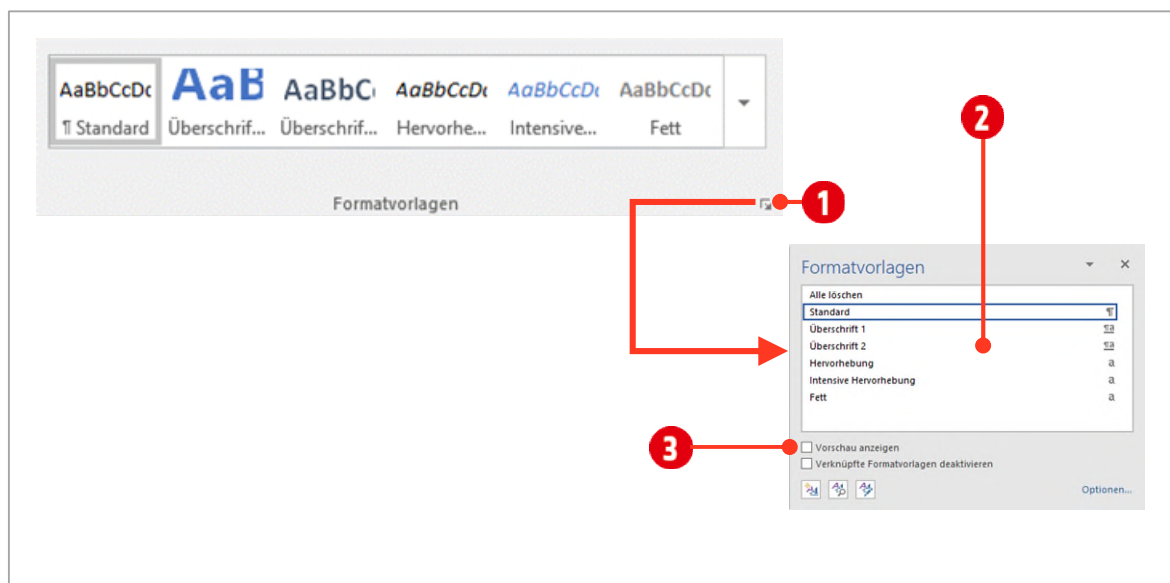 AaBbCcDc AaB AaBbC AaBbCcDc AaBbCcDc AaBbCcDc
¶ Standard Überschrif... Überschrif... Hervorhe... Intensive... Fett
Formatvorlagen
1
2
Formatvorlagen
Alle löschen
Standard ¶
Überschrift 1 ¶a
Überschrift 2 ¶a
Hervorhebung a
Intensive Hervorhebung a
Fett a
3
Vorschau anzeigen
Verknüpfte Formatvorlagen deaktivieren
Optionen...